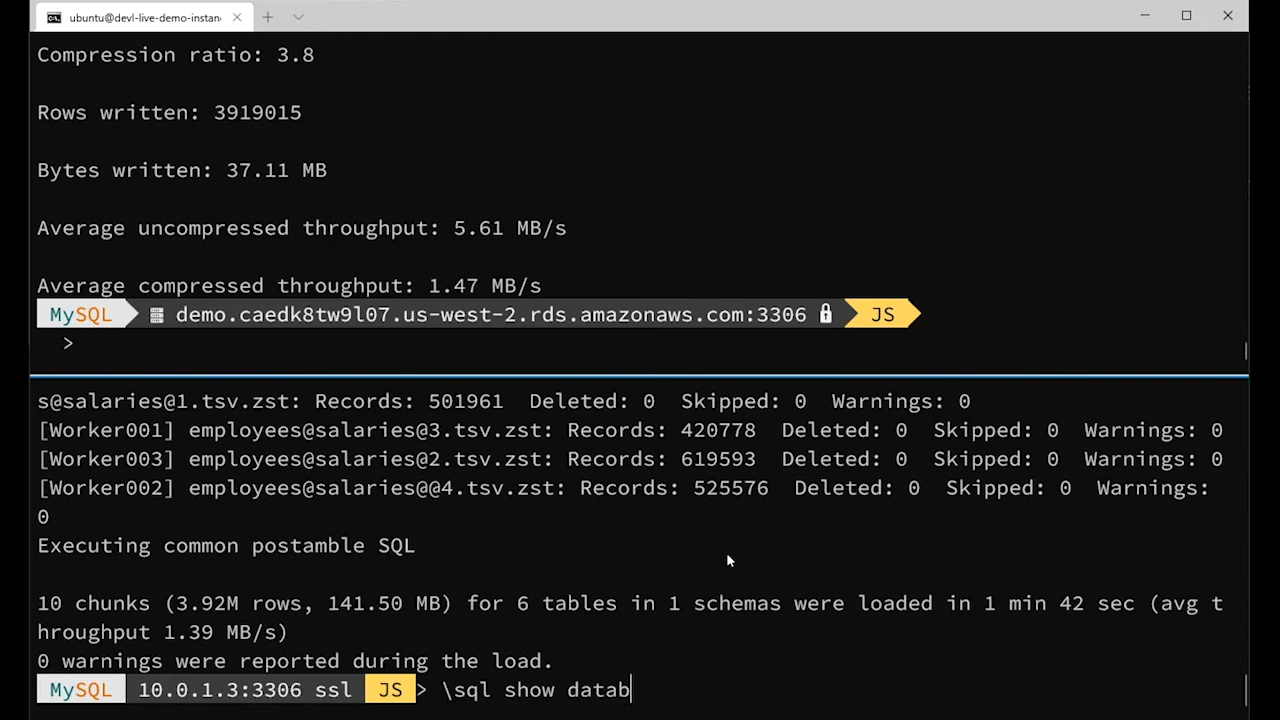 ubuntu@devl-live-demo-instan
Compression ratio: 3.8
Rows written: 3919015
Bytes written: 37.11 MB
Average uncompressed throughput: 5.61 MB/s
Average compressed throughput: 1.47 MB/s
MySQL demo.caedk8tw9l07.us-west-2.rds.amazonaws.com:3306 JS
>
s@salaries@1.tsv.zst: Records: 501961 Deleted: 0 Skipped: 0 Warnings: 0
[Worker001] employees@salaries@3.tsv.zst: Records: 420778 Deleted: 0 Skipped: 0 Warnings: 0
[Worker003] employees@salaries@2.tsv.zst: Records: 619593 Deleted: 0 Skipped: 0 Warnings: 0
[Worker002] employees@salaries@@4.tsv.zst: Records: 525576 Deleted: 0 Skipped: 0 Warnings:
0
Executing common postamble SQL
10 chunks (3.92M rows, 141.50 MB) for 6 tables in 1 schemas were loaded in 1 min 42 sec (avg t
hroughput 1.39 MB/s)
0 warnings were reported during the load.
MySQL 10.0.1.3:3306 ssl JS > \sql show datab